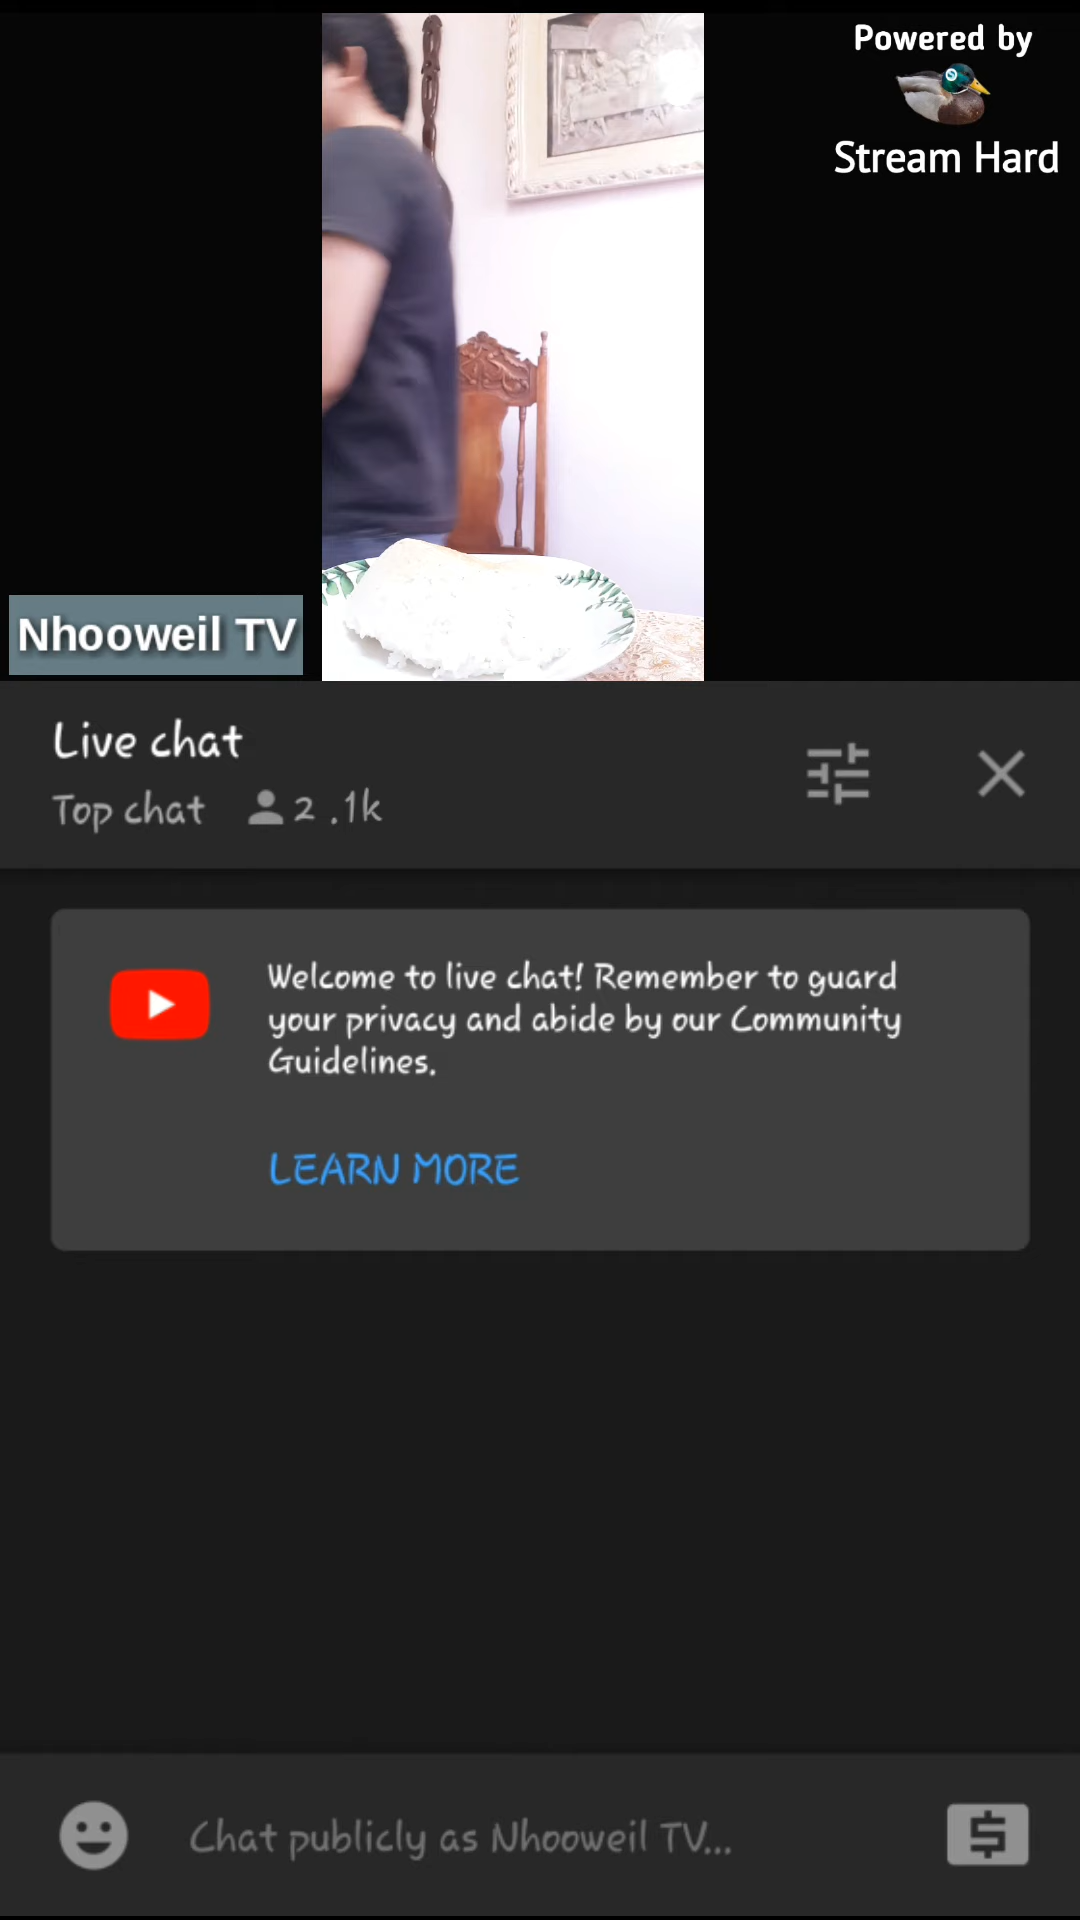 Powered by
Stream Hard
Nhooweil TV
Live chat
Top chat 2 .1k
Welcome to live chat! Remember to guard
your privacy and abide by our Community
Guidelines.
LEARN MORE
Chat publicly as Nhooweil TV...